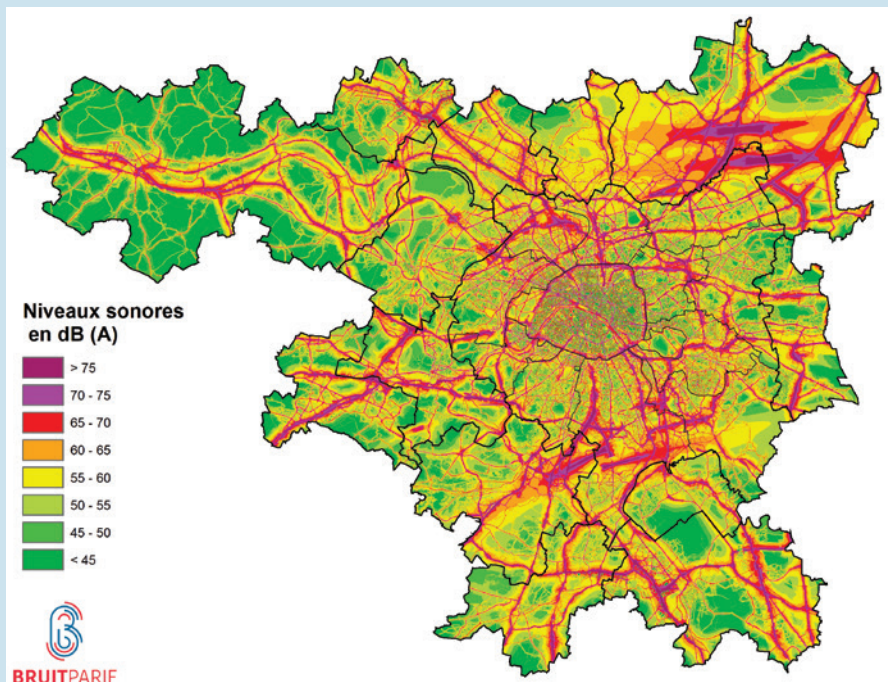 Niveaux sonores
en dB (A)
> 75
70 - 75
65 - 70
60 - 65
55 - 60
50 - 55
45 - 50
< 45
BRUITPARIF